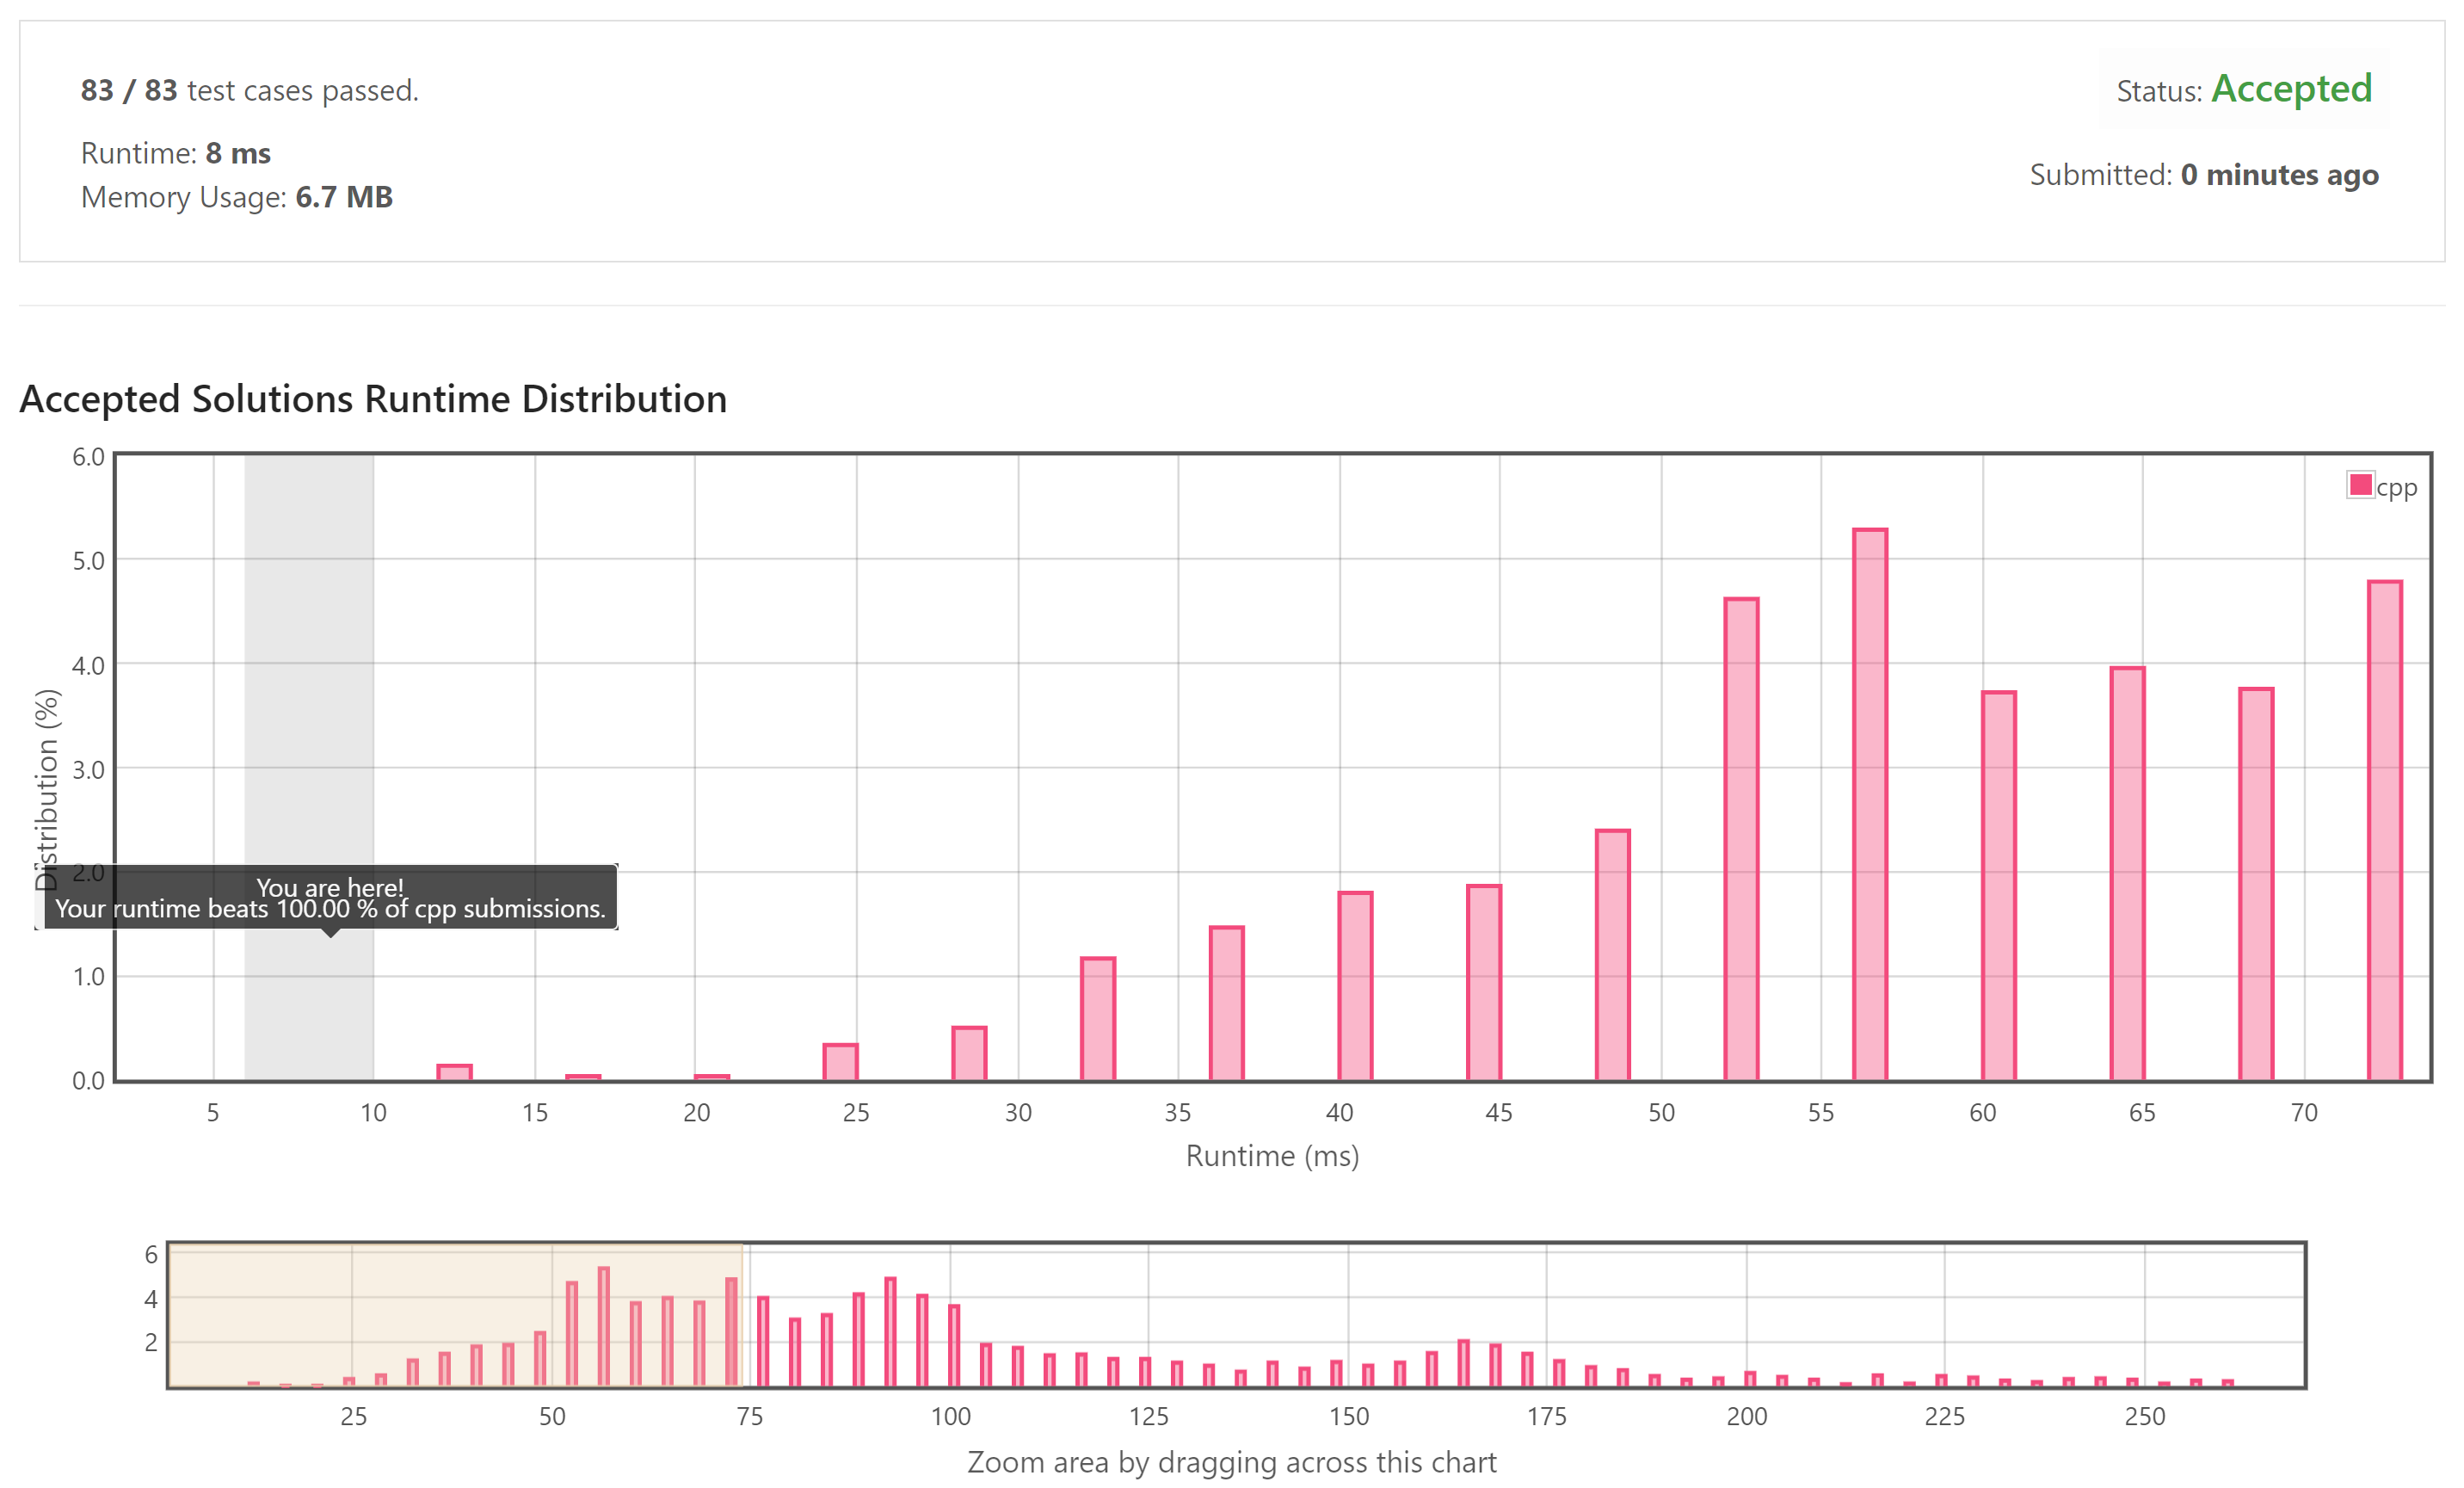 83 / 83 test cases passed.
Status: Accepted
Runtime: 8 ms
Memory Usage: 6.7 MB
Submitted: 0 minutes ago
Accepted Solutions Runtime Distribution
6.0
5.0
4.0
3.0
2.0
1.0
0.0
Distribution (%)
cpp
You are here!
Your runtime beats 100.00 % of cpp submissions.
5 10 15 20 25 30 35 40 45 50 55 60 65 70
Runtime (ms)
6
4
2
25 50 75 100 125 150 175 200 225 250
Zoom area by dragging across this chart